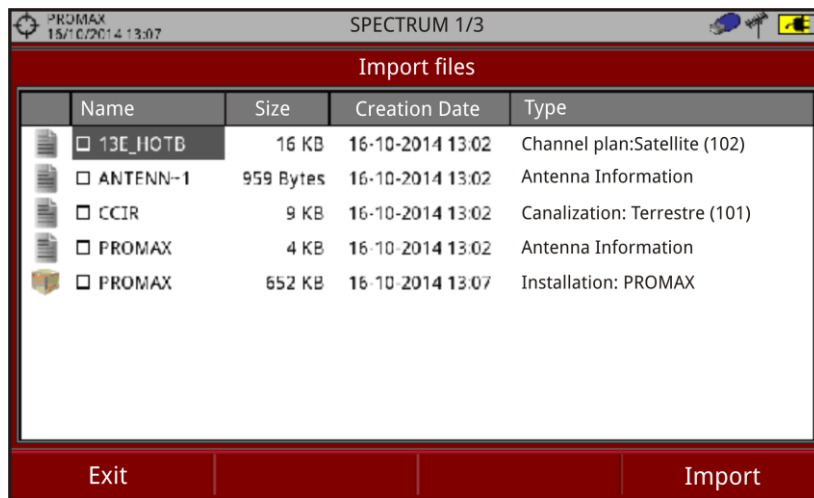 PROMAX
16/10/2014 13:07
SPECTRUM 1/3
Import files
Name Size Creation Date Type
13E_HOTB 16 KB 16-10-2014 13:02 Channel plan:Satellite (102)
ANTENN~1 959 Bytes 16-10-2014 13:02 Antenna Information
CCIR 9 KB 16-10-2014 13:02 Canalization: Terrestre (101)
PROMAX 4 KB 16-10-2014 13:02 Antenna Information
PROMAX 652 KB 16-10-2014 13:07 Installation: PROMAX
Exit Import